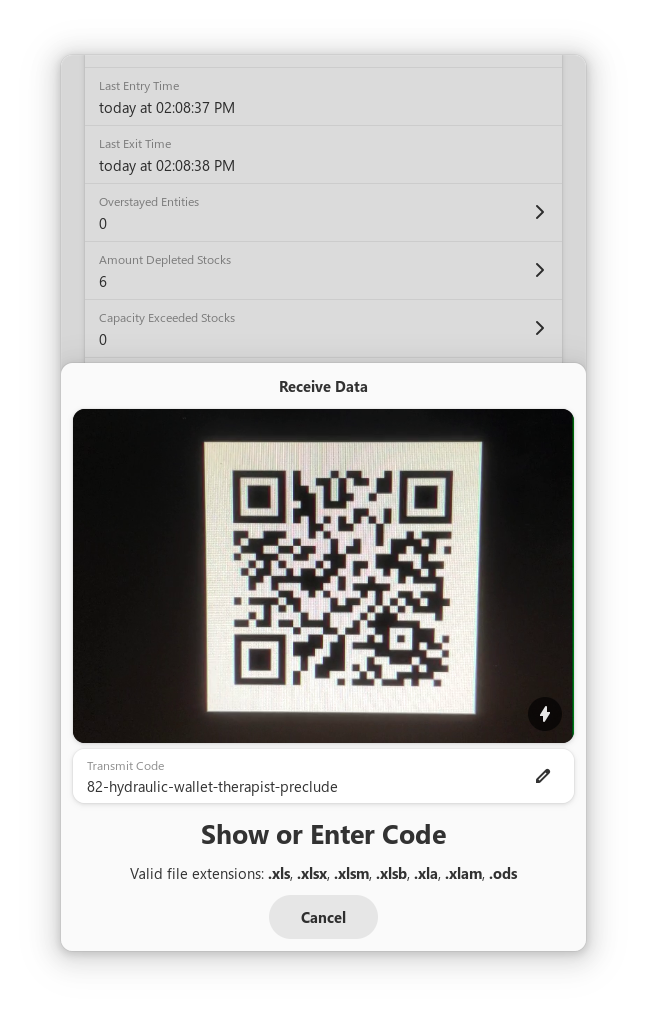 Last Entry Time
today at 02:08:37 PM
Last Exit Time
today at 02:08:38 PM
Overstayed Entities
0
Amount Depleted Stocks
6
Capacity Exceeded Stocks
0
Receive Data
Transmit Code
82-hydraulic-wallet-therapist-preclude
Show or Enter Code
Valid file extensions: .xls, .xlsx, .xlsm, .xlsb, .xla, .xlam, .ods
Cancel